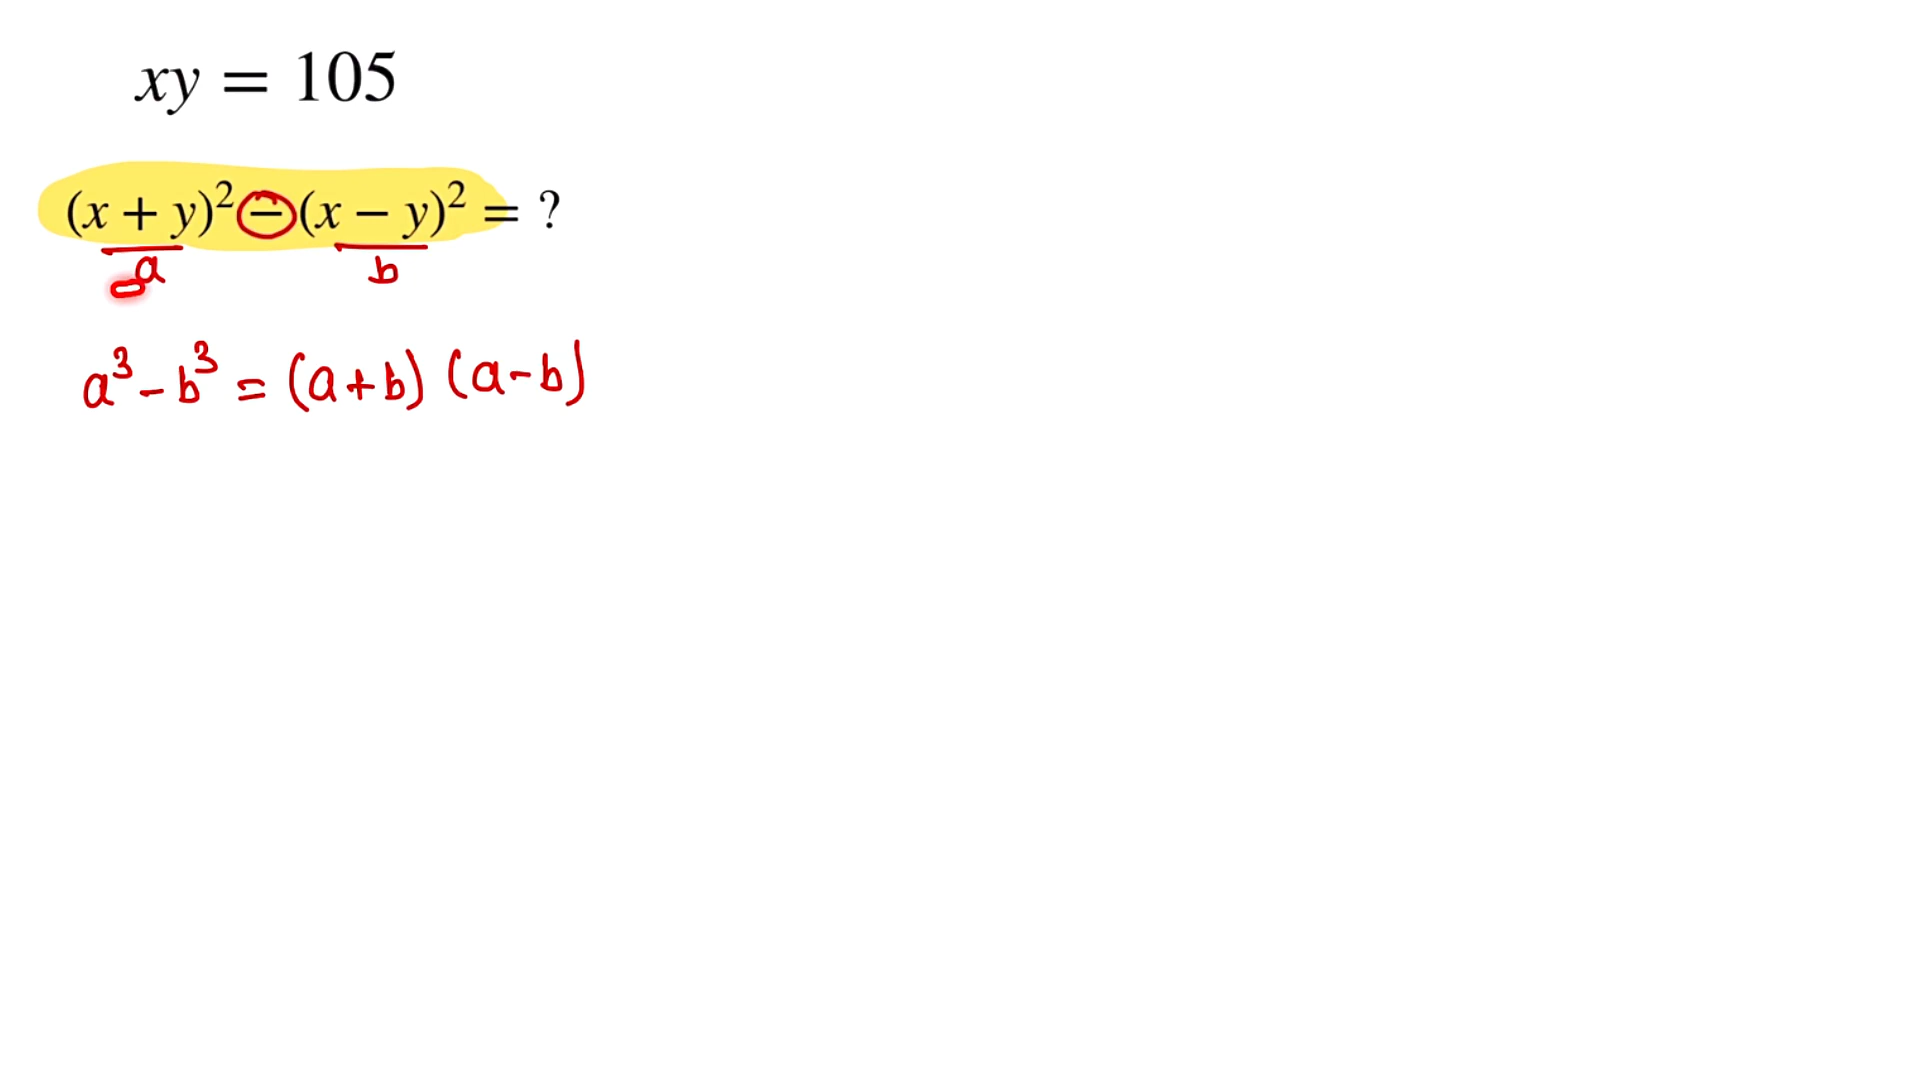 xy = 105
(x + y)² − (x − y)² = ?
a b
a³ − b³ = (a+b) (a−b)